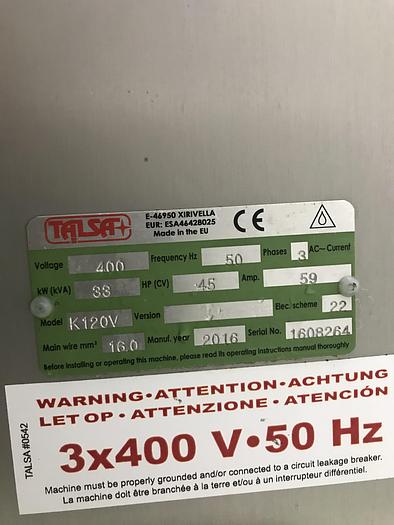 TALSA
E-46950 XIRIVELLA
EUR: ESA46428025
Made in the EU
CE
Voltage 400 Frequency Hz 50 Phases 3 AC~ Current
kW (kVA) 33 HP (CV) 45 Amp. 59
Model K120V Version Elec. scheme 22
Main wire mm² 16.0 Manuf. year 2016 Serial No. 1608264
Before installing or operating this machine, please read its operating instructions manual thoroughly
WARNING•ATTENTION•ACHTUNG
LET OP • ATTENZIONE • ATENCIÓN
3x400 V•50 Hz
Machine must be properly grounded and/or connected to a circuit leakage breaker.
La machine doit être branchée à la terre et/ou à un interrupteur différentiel.
TALSA #0542